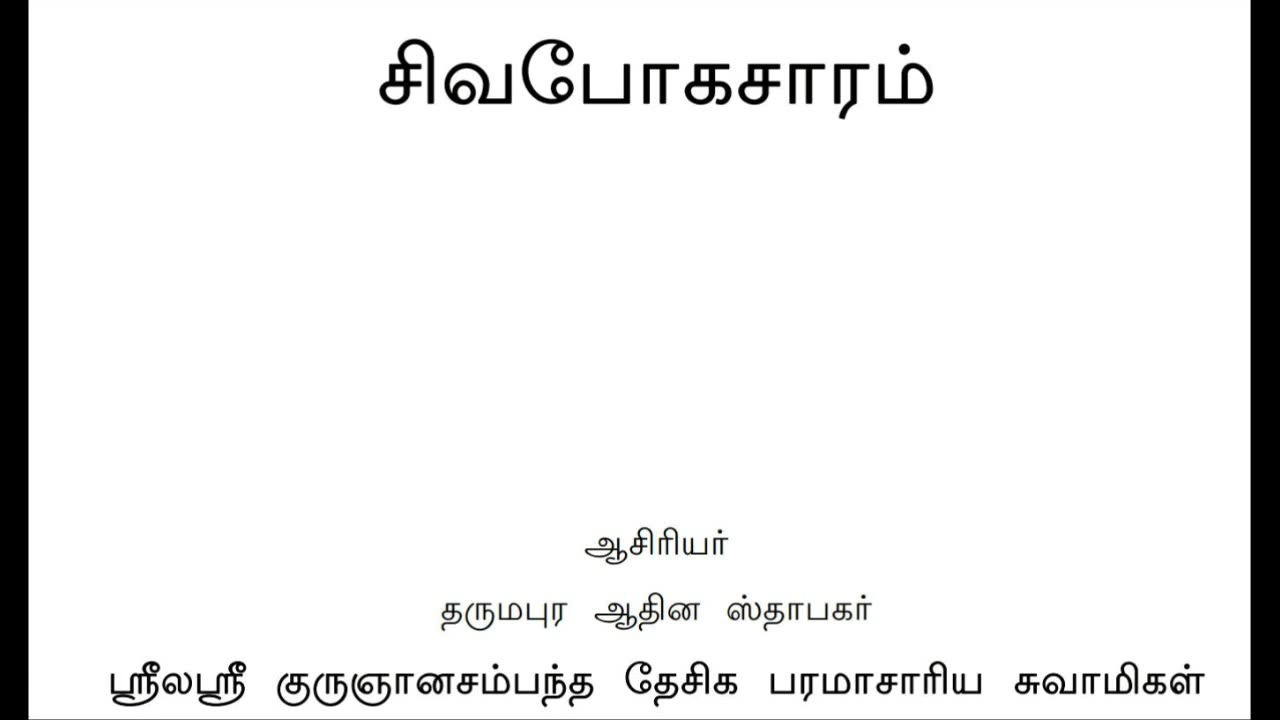 சிவபோகசாரம்
ஆசிரியர்
தருமபுர ஆதின ஸ்தாபகர்
ஸ்ரீலஸ்ரீ குருஞானசம்பந்த தேசிக பரமாசாரிய சுவாமிகள்